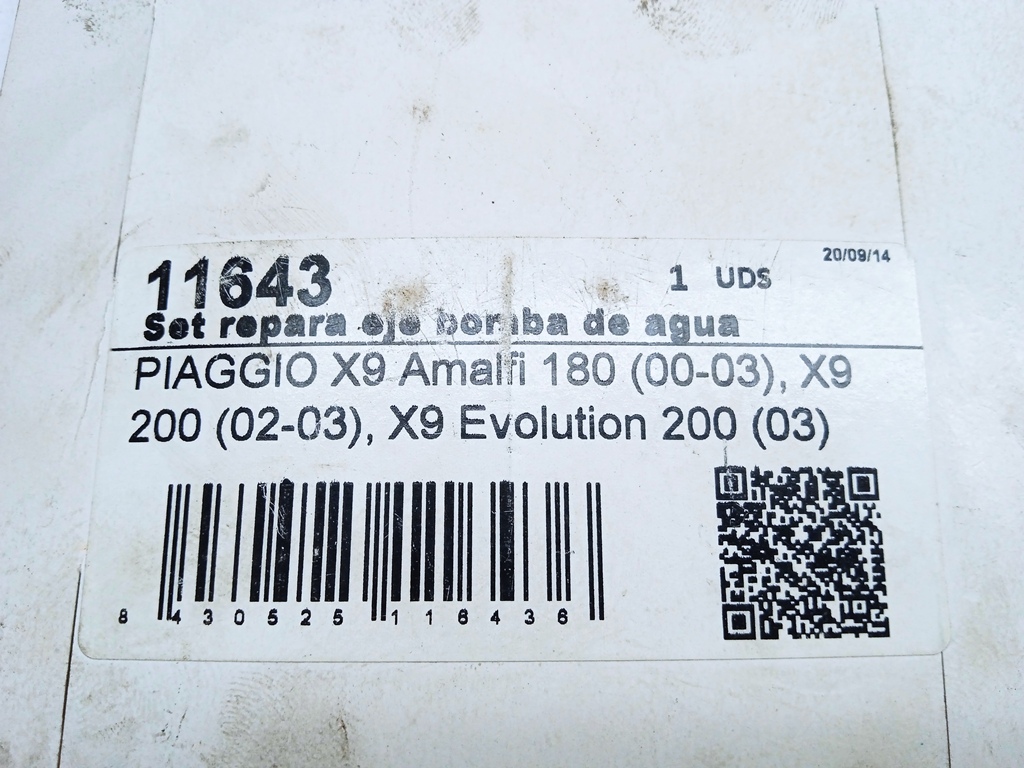 20/09/14
11643 1 UDS
Set repara eje bomba de agua
PIAGGIO X9 Amalfi 180 (00-03), X9
200 (02-03), X9 Evolution 200 (03)
8 430525 116436